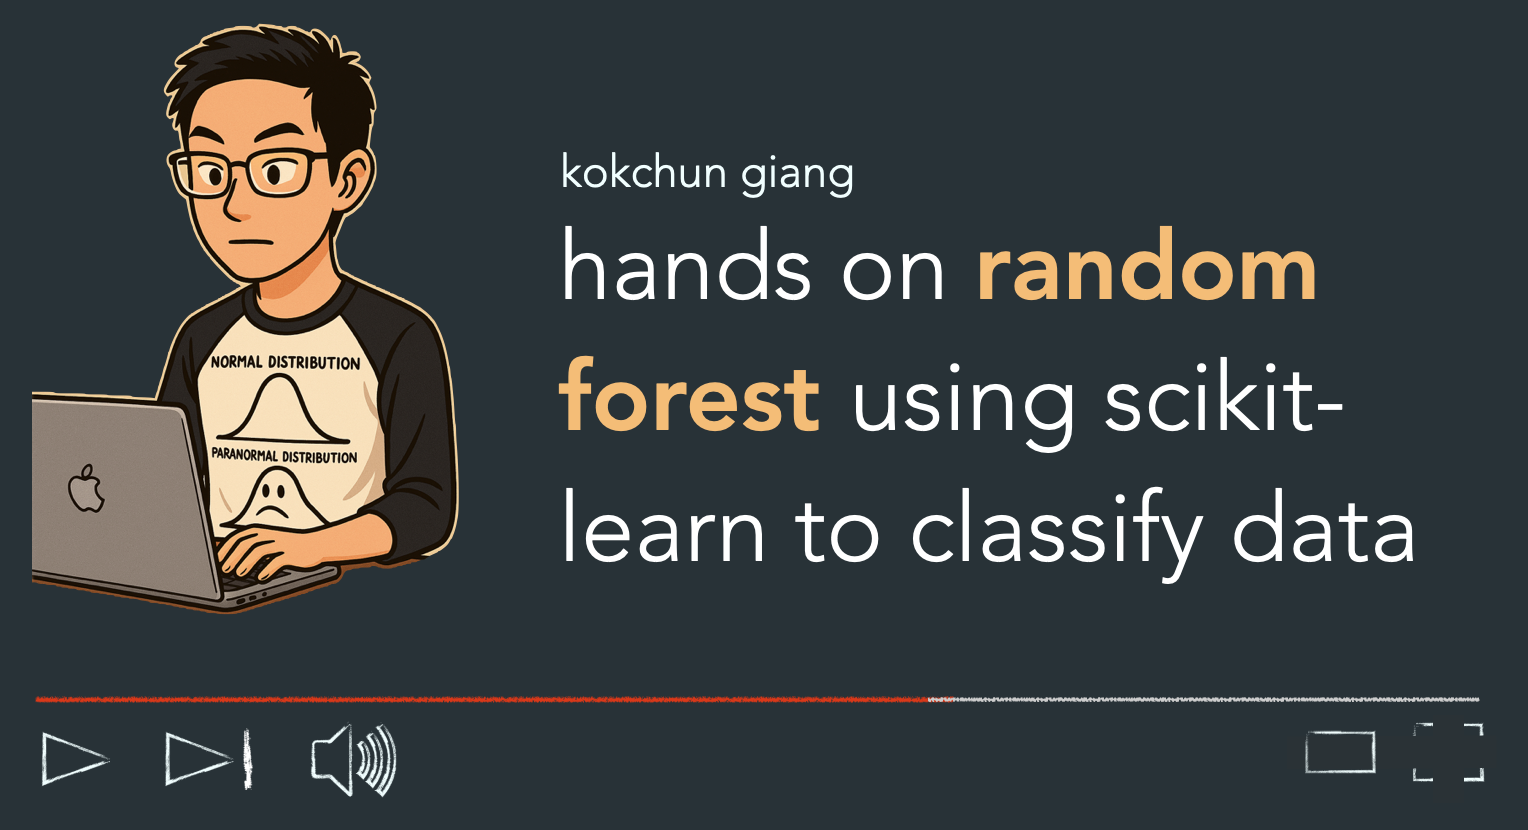 kokchun giang
hands on random
forest using scikit-
learn to classify data
NORMAL DISTRIBUTION
PARANORMAL DISTRIBUTION